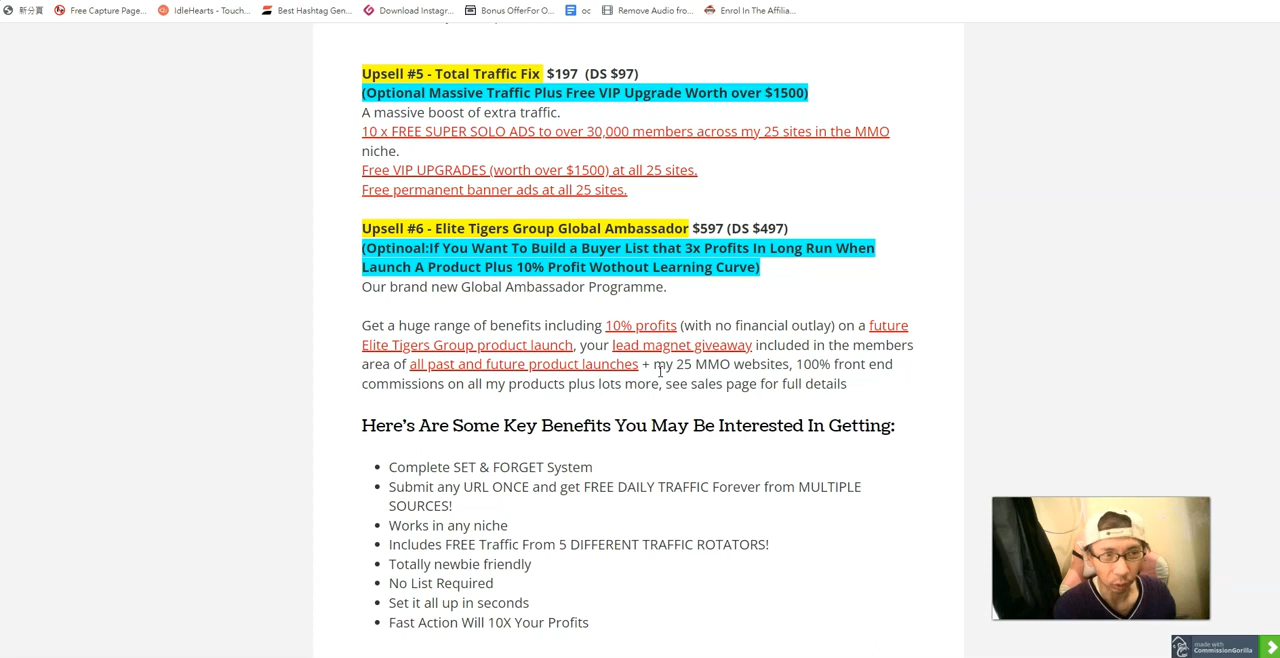 新分頁 Free Capture Page... IdleHearts - Touch... Best Hashtag Gen... Download Instagr... Bonus OfferFor O... oc Remove Audio fro... Enrol In The Affilia...
Upsell #5 - Total Traffic Fix $197 (DS $97)
(Optional Massive Traffic Plus Free VIP Upgrade Worth over $1500)
A massive boost of extra traffic.
10 x FREE SUPER SOLO ADS to over 30,000 members across my 25 sites in the MMO
niche.
Free VIP UPGRADES (worth over $1500) at all 25 sites.
Free permanent banner ads at all 25 sites.
Upsell #6 - Elite Tigers Group Global Ambassador $597 (DS $497)
(Optinoal:If You Want To Build a Buyer List that 3x Profits In Long Run When
Launch A Product Plus 10% Profit Wothout Learning Curve)
Our brand new Global Ambassador Programme.
Get a huge range of benefits including 10% profits (with no financial outlay) on a future
Elite Tigers Group product launch, your lead magnet giveaway included in the members
area of all past and future product launches + my 25 MMO websites, 100% front end
commissions on all my products plus lots more, see sales page for full details
Here's Are Some Key Benefits You May Be Interested In Getting:
• Complete SET & FORGET System
• Submit any URL ONCE and get FREE DAILY TRAFFIC Forever from MULTIPLE
SOURCES!
• Works in any niche
• Includes FREE Traffic From 5 DIFFERENT TRAFFIC ROTATORS!
• Totally newbie friendly
• No List Required
• Set it all up in seconds
• Fast Action Will 10X Your Profits
made with
CommissionGorilla